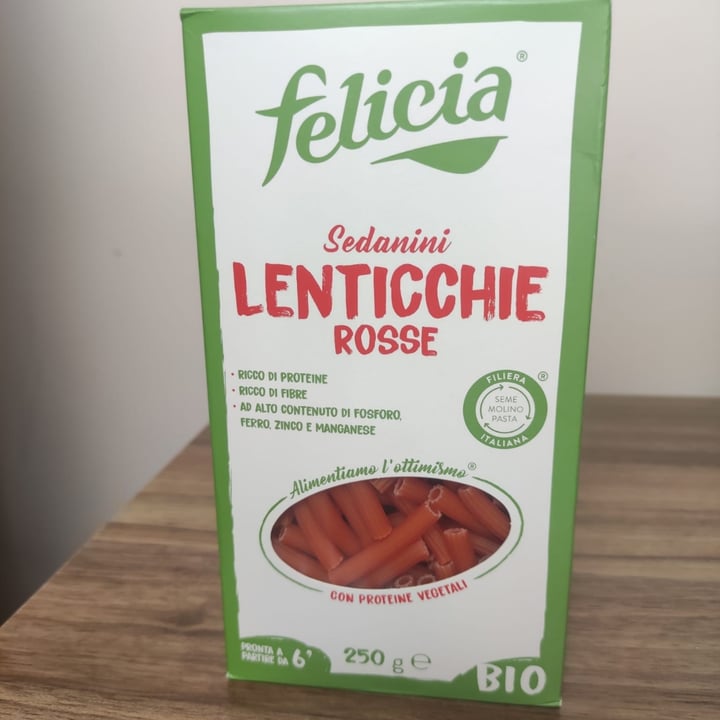 felicia®
Sedanini
LENTICCHIE
ROSSE
• RICCO DI PROTEINE
• RICCO DI FIBRE
• AD ALTO CONTENUTO DI FOSFORO,
FERRO, ZINCO E MANGANESE
FILIERA ®
SEME
MOLINO
PASTA
ITALIANA
Alimentiamo l'ottimismo®
CON PROTEINE VEGETALI
PRONTA A
PARTIRE DA 6'
250 g ℮
BIO